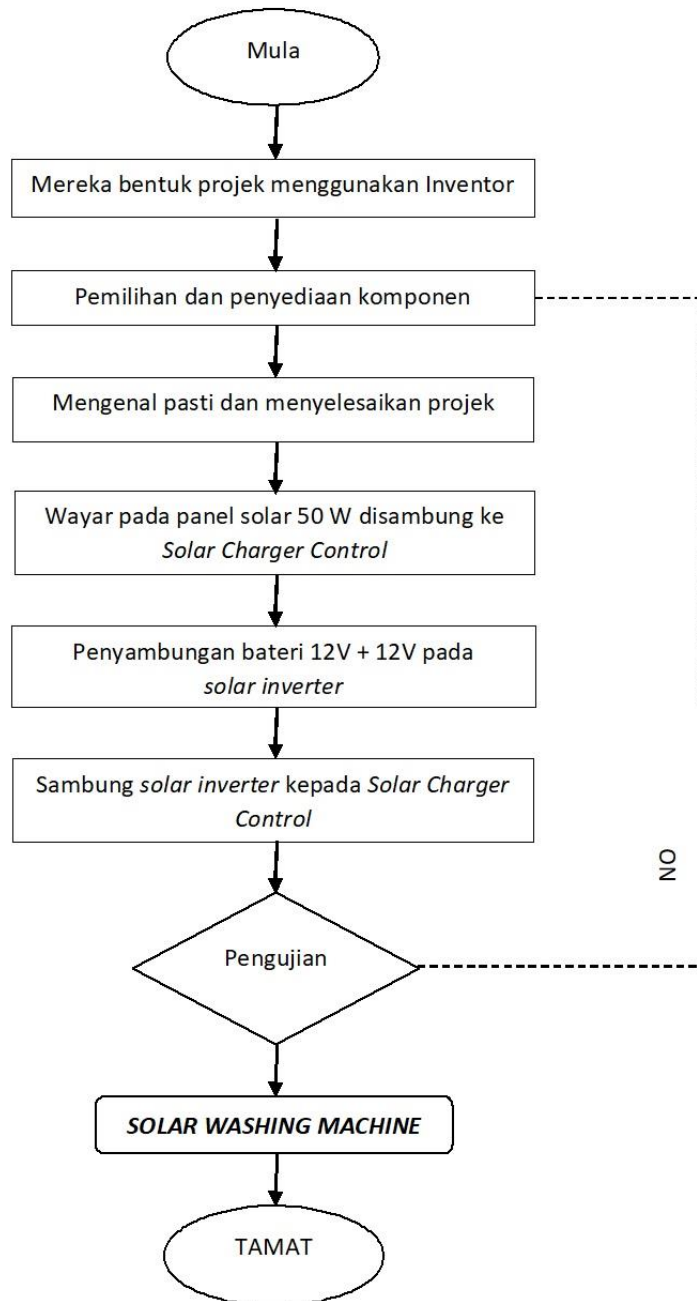 Mula
Mereka bentuk projek menggunakan Inventor
Pemilihan dan penyediaan komponen
Mengenal pasti dan menyelesaikan projek
Wayar pada panel solar 50 W disambung ke
Solar Charger Control
Penyambungan bateri 12V + 12V pada
solar inverter
Sambung solar inverter kepada Solar Charger
Control
NO
Pengujian
SOLAR WASHING MACHINE
TAMAT